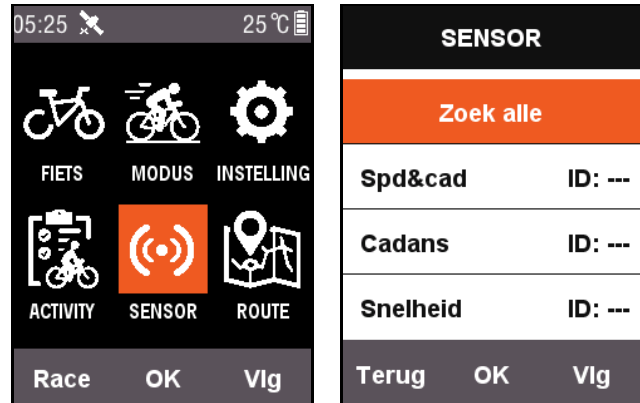 05:25 25 °C
FIETS MODUS INSTELLING
ACTIVITY SENSOR ROUTE
Race OK Vlg
SENSOR
Zoek alle
Spd&cad ID: ---
Cadans ID: ---
Snelheid ID: ---
Terug OK Vlg